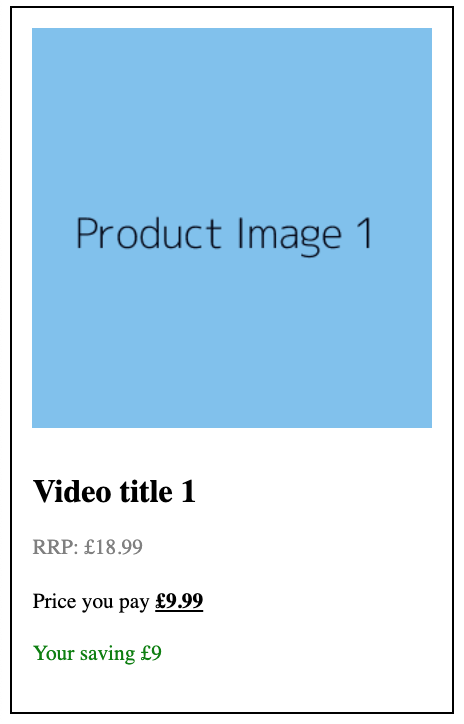 Product Image 1
Video title 1
RRP: £18.99
Price you pay £9.99
Your saving £9